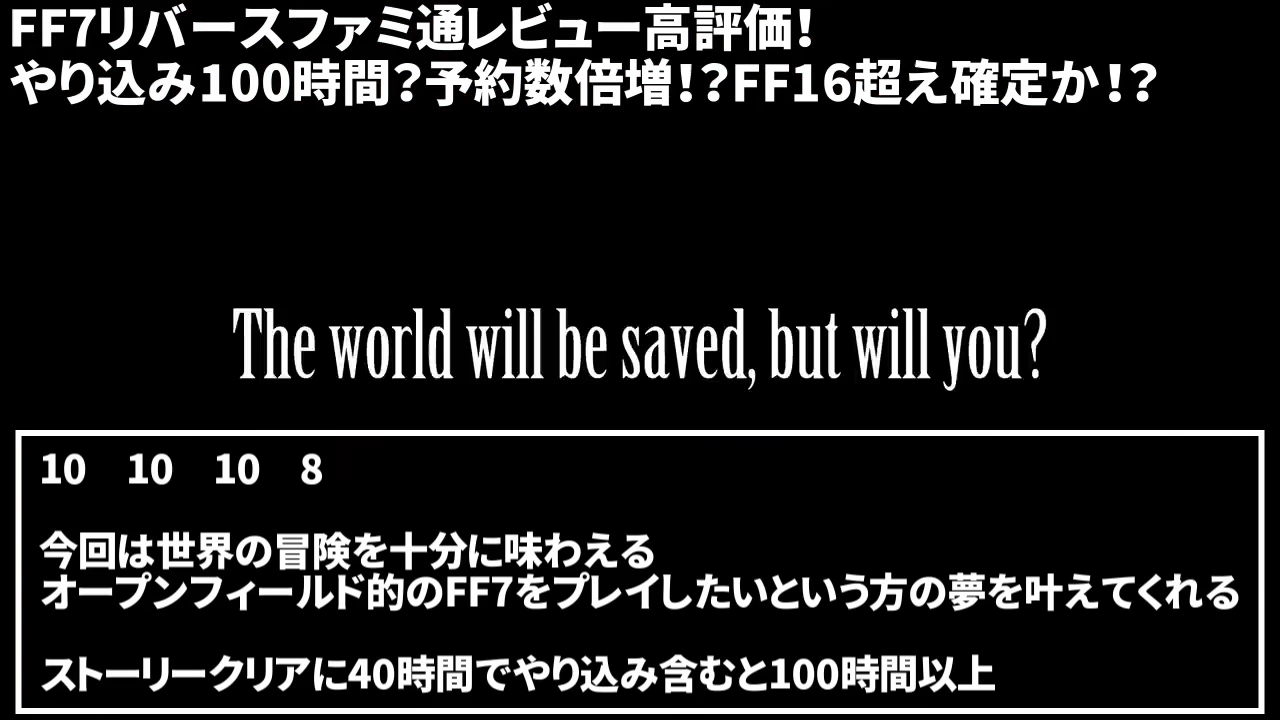 FF7リバースファミ通レビュー高評価!
やり込み100時間?予約数倍増!?FF16超え確定か!?
The world will be saved, but will you?
10 10 10 8
今回は世界の冒険を十分に味わえる
オープンフィールド的のFF7をプレイしたいという方の夢を叶えてくれる
ストーリークリアに40時間でやり込み含むと100時間以上